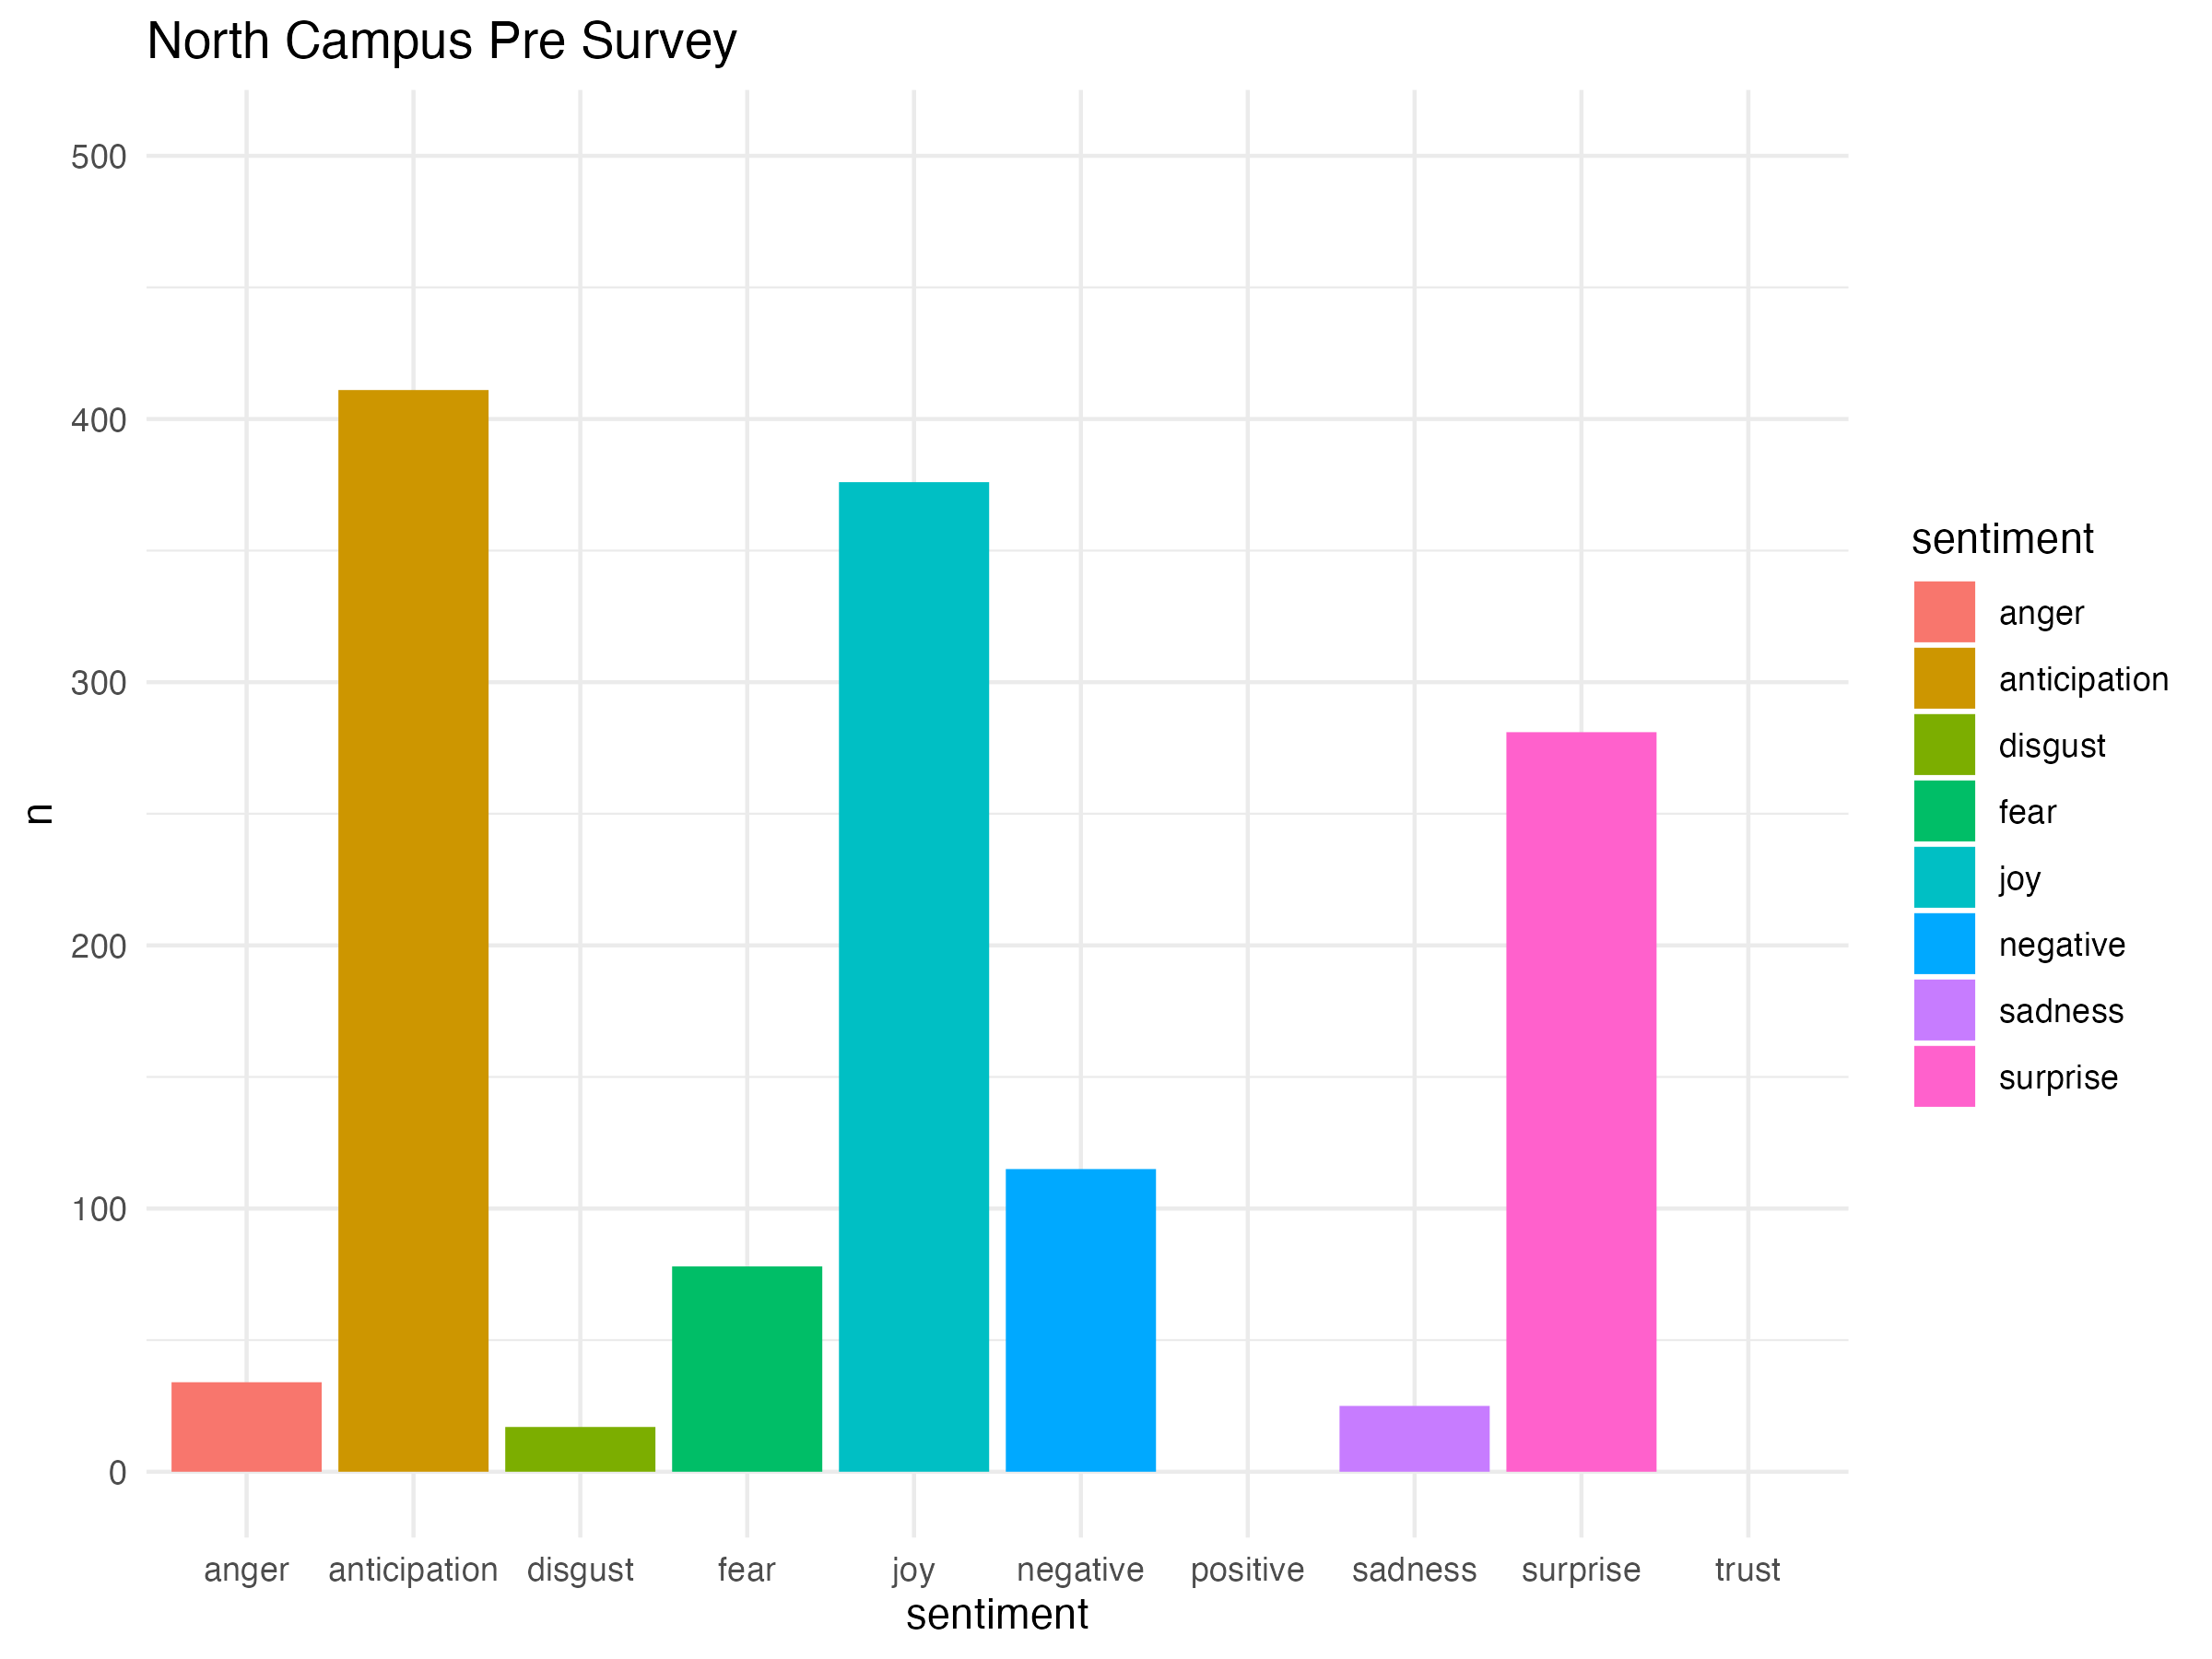 North Campus Pre Survey
n
500
400
300
200
100
0
anger anticipation disgust fear joy negative positive sadness surprise trust
sentiment
sentiment
anger
anticipation
disgust
fear
joy
negative
sadness
surprise